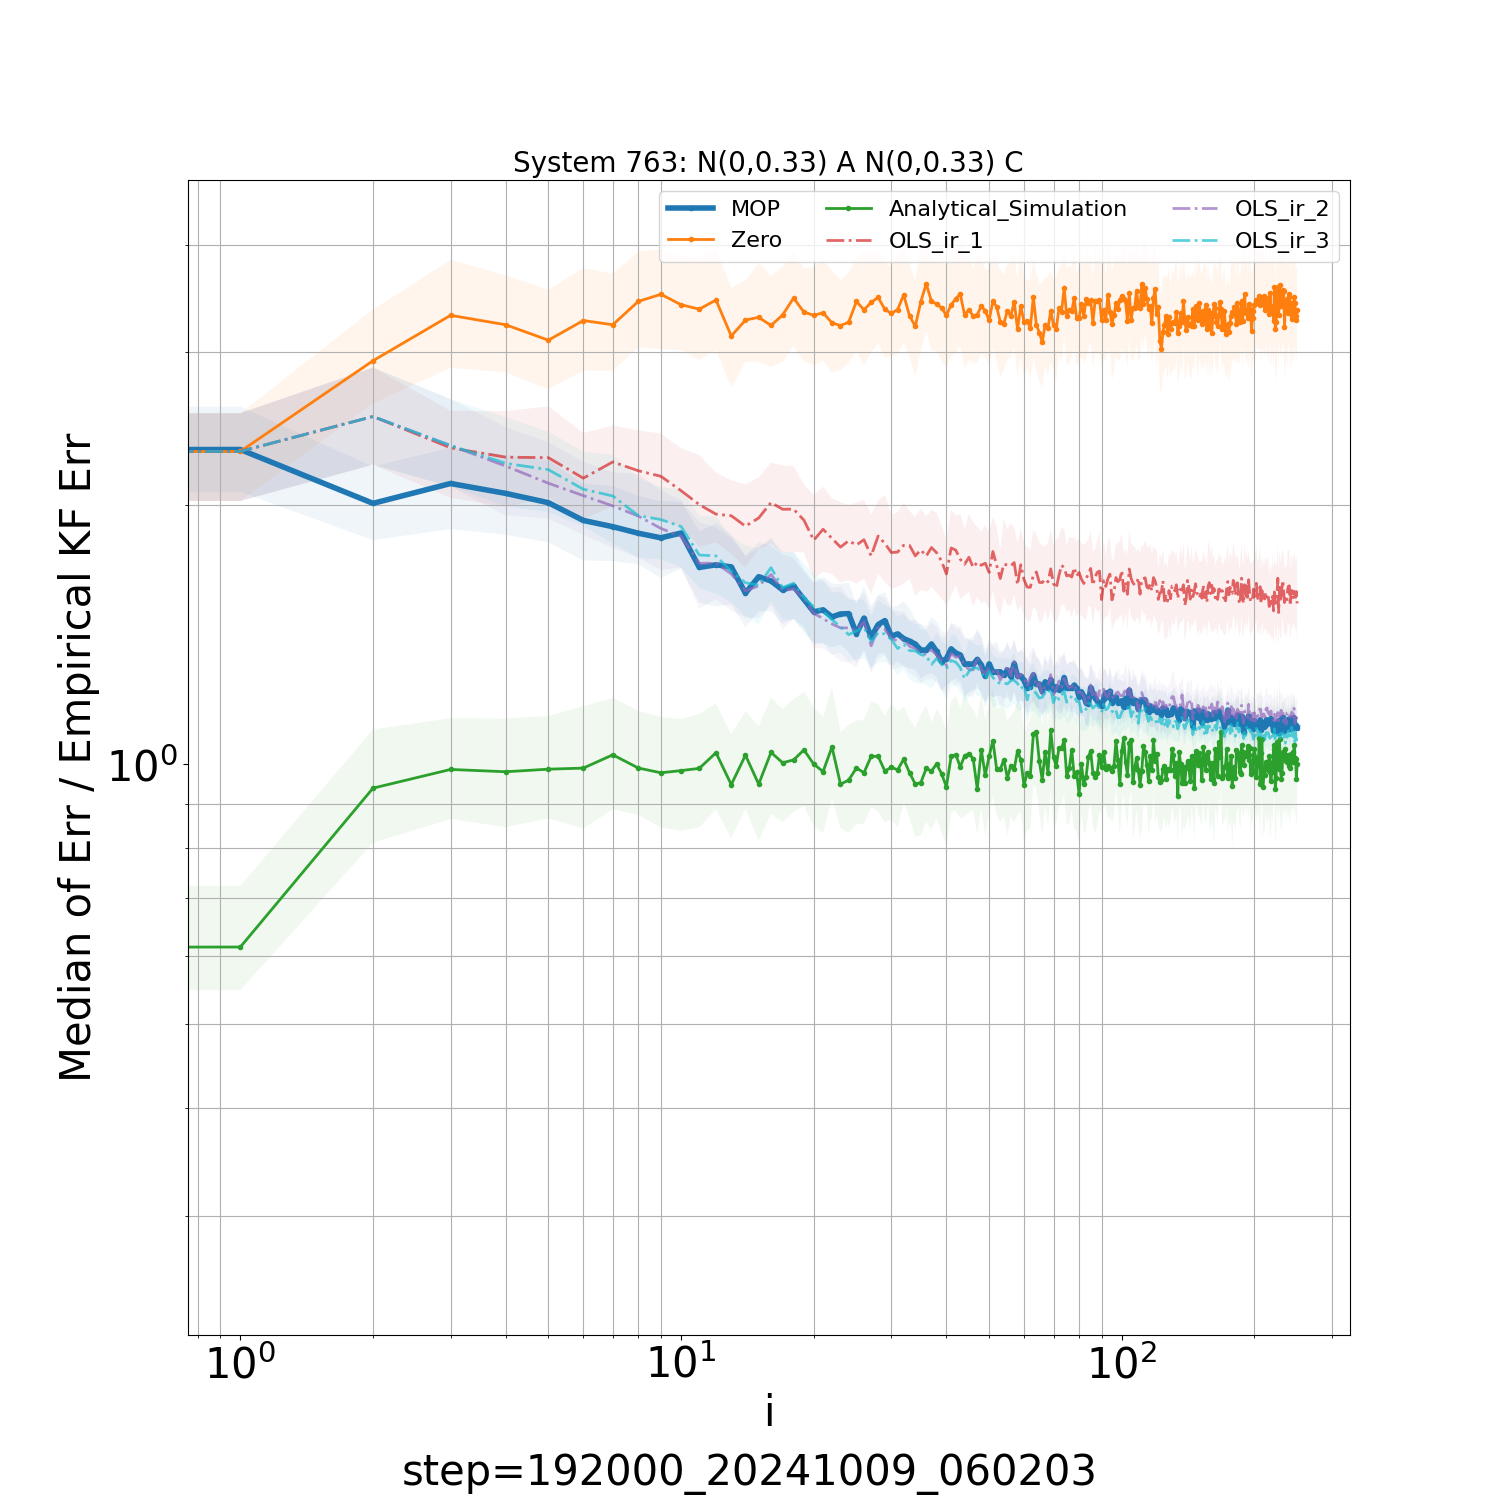 System 763: N(0,0.33) A N(0,0.33) C
MOP
Zero
Analytical_Simulation
OLS_ir_1
OLS_ir_2
OLS_ir_3
Median of Err / Empirical KF Err
10⁰
10⁰
10¹
10²
i
step=192000_20241009_060203